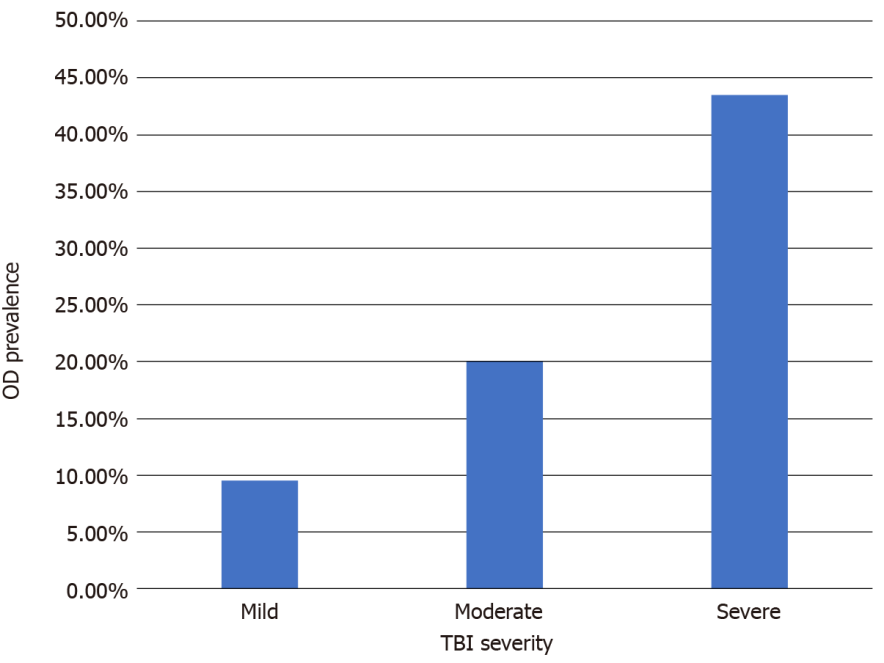 50.00%
45.00%
40.00%
35.00%
30.00%
25.00%
20.00%
15.00%
10.00%
5.00%
0.00%
OD prevalence
Mild
Moderate
Severe
TBI severity